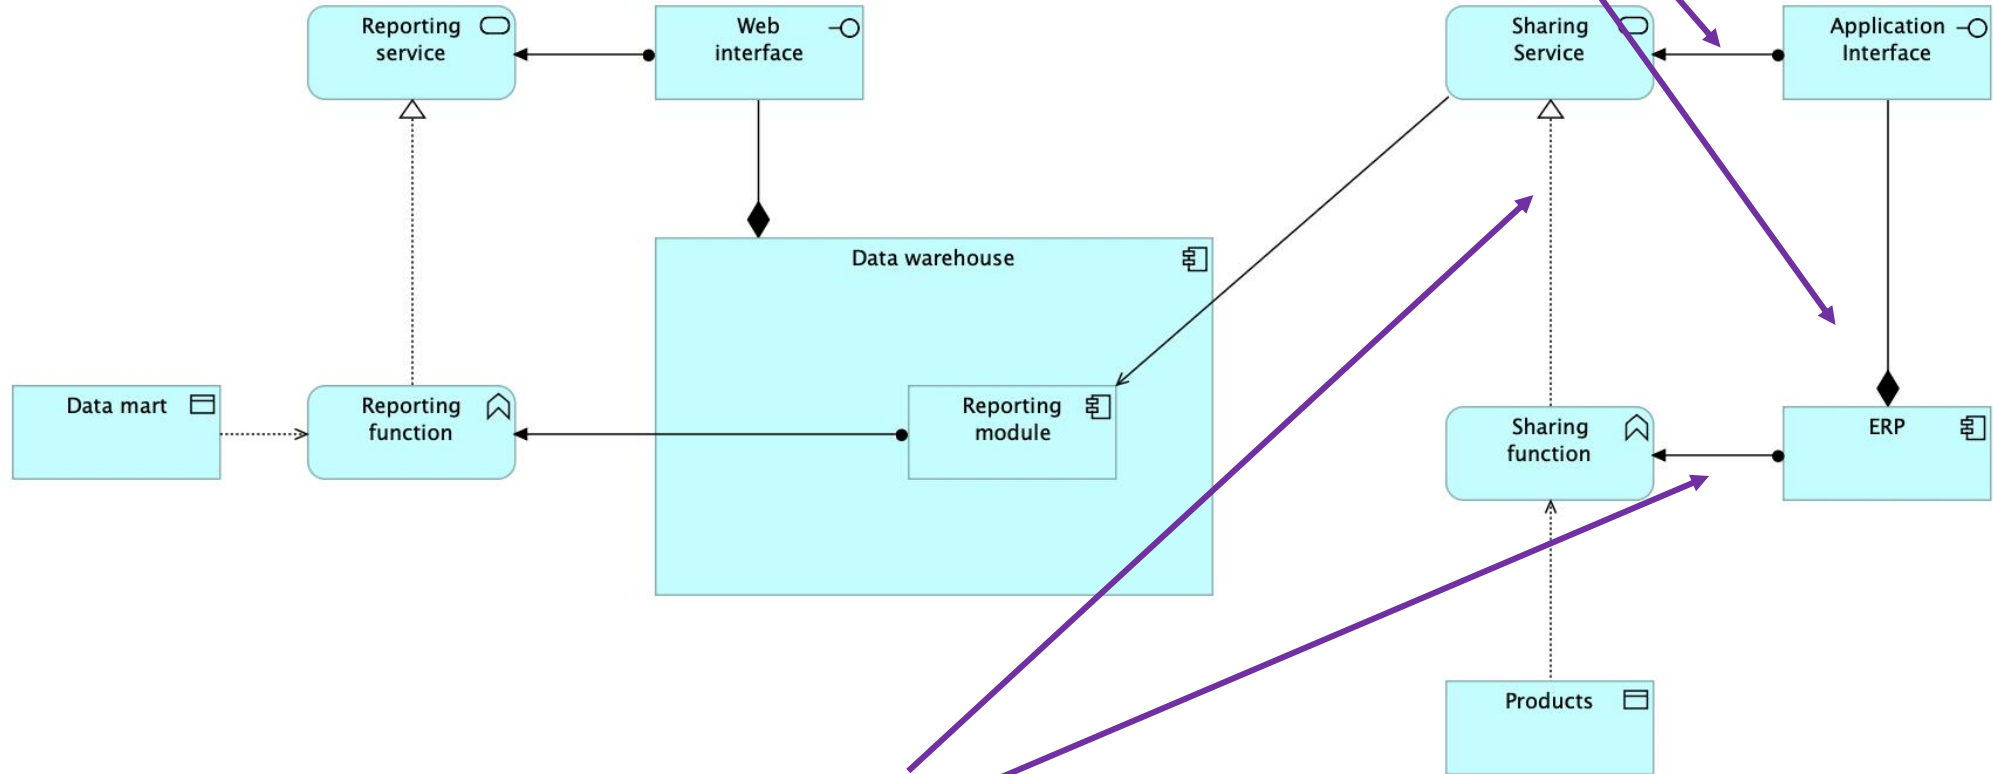 Reporting
service
Web
interface
Sharing
Service
Application
Interface
Data warehouse
Data mart
Reporting
function
Reporting
module
Sharing
function
ERP
Products